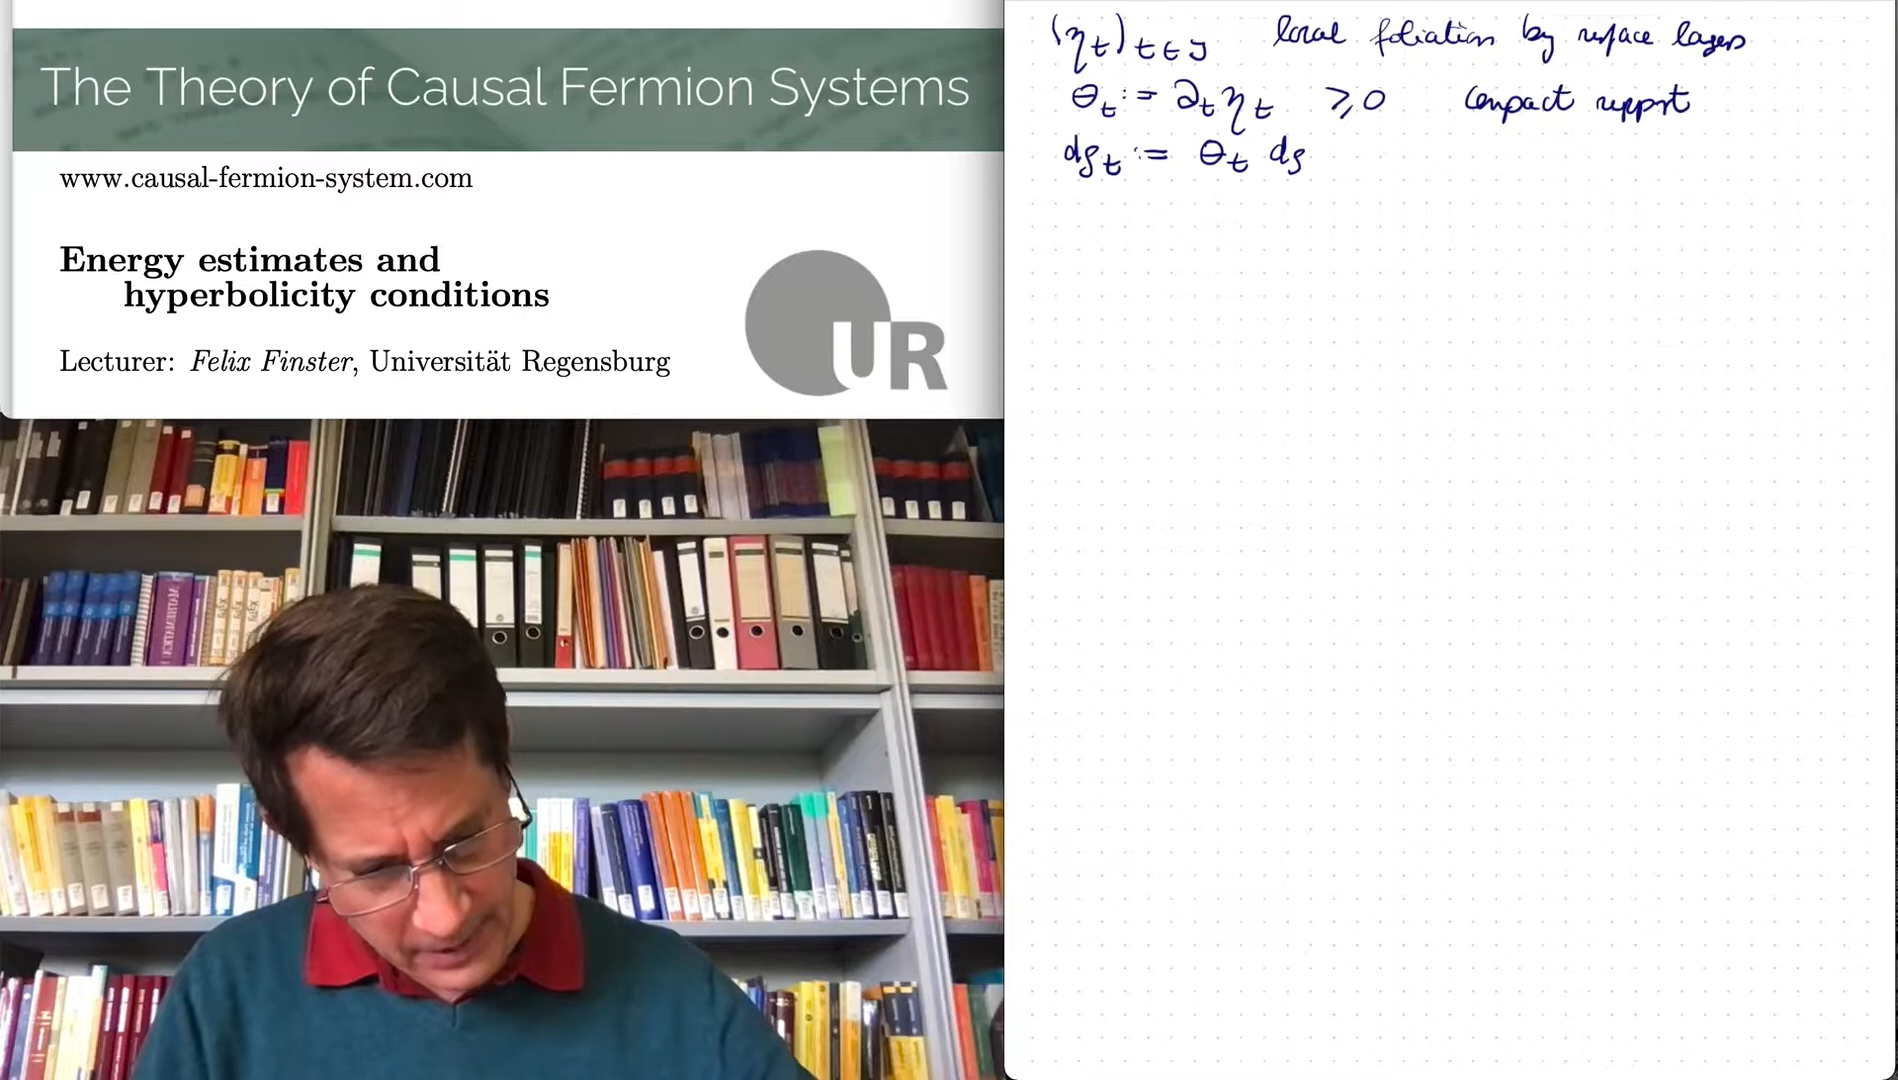 The Theory of Causal Fermion Systems
www.causal-fermion-system.com
Energy estimates and
hyperbolicity conditions
Lecturer: Felix Finster, Universität Regensburg
UR
(η_t)_{t∈I} local foliation by surface layers
θ_t := ∂_t η_t ≥ 0 compact support
dρ_t := θ_t dρ